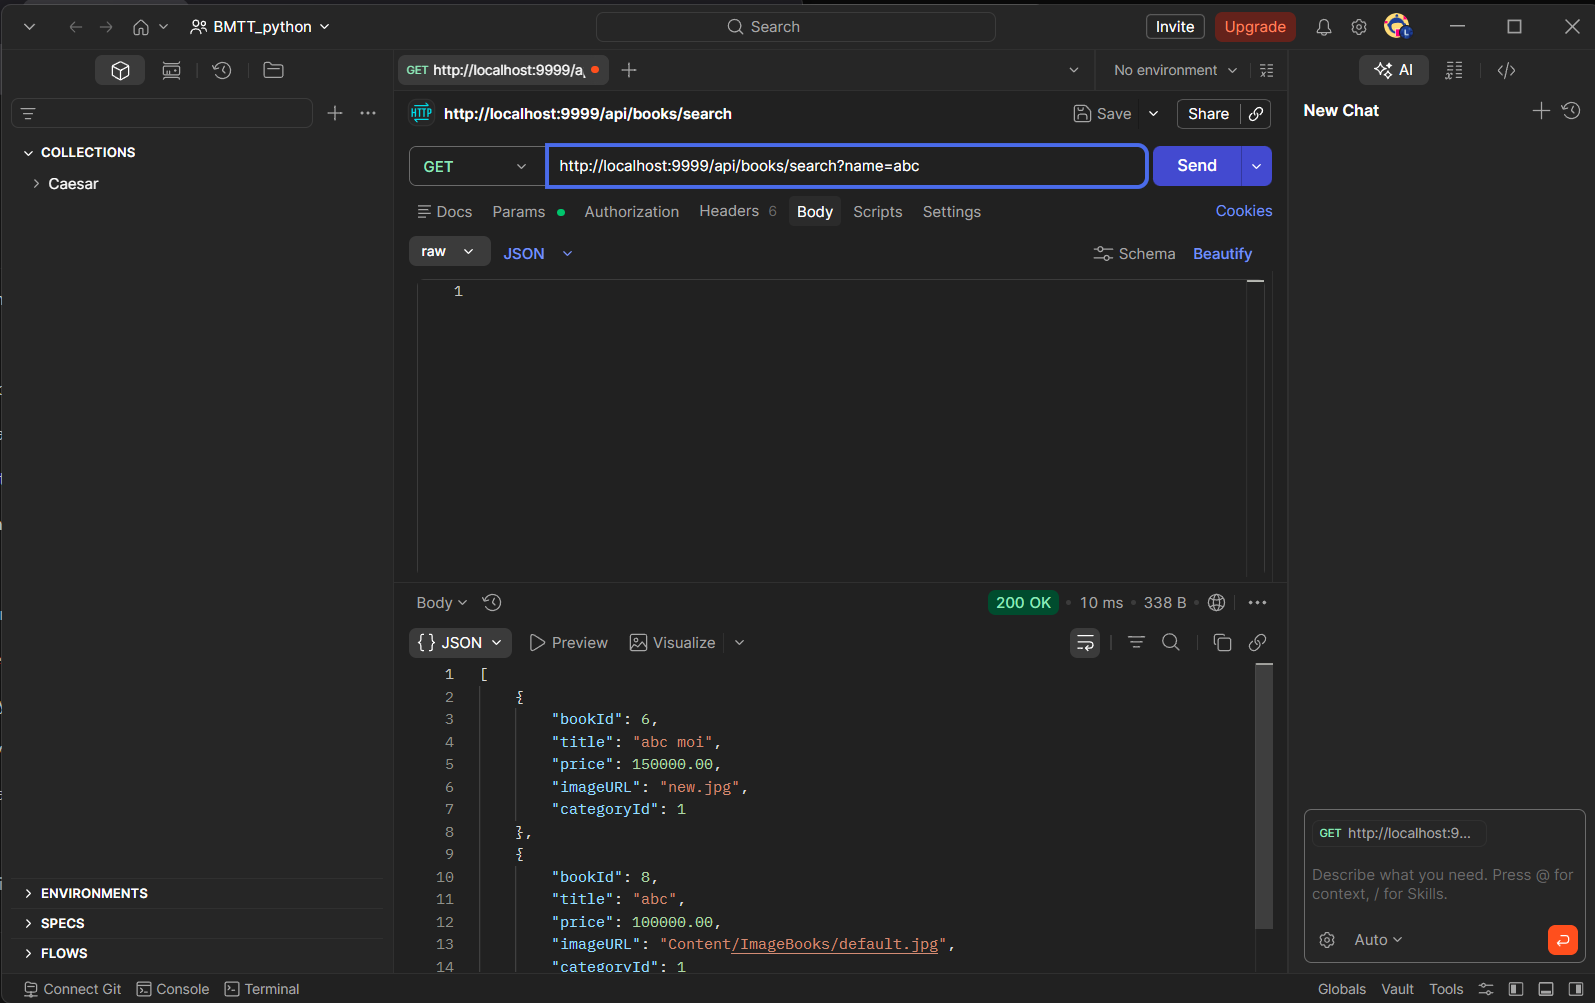 BMTT_python
Search
Invite
Upgrade
GET http://localhost:9999/a
No environment
AI
HTTP http://localhost:9999/api/books/search
Save
Share
New Chat
COLLECTIONS
Caesar
GET
http://localhost:9999/api/books/search?name=abc
Send
Docs Params Authorization Headers 6 Body Scripts Settings
Cookies
raw
JSON
Schema
Beautify
1
Body
200 OK
10 ms
338 B
{} JSON
Preview
Visualize
1 [
2 {
3 "bookId": 6,
4 "title": "abc moi",
5 "price": 150000.00,
6 "imageURL": "new.jpg",
7 "categoryId": 1
8 },
9 {
10 "bookId": 8,
11 "title": "abc",
12 "price": 100000.00,
13 "imageURL": "Content/ImageBooks/default.jpg",
14 "categoryId": 1
ENVIRONMENTS
SPECS
FLOWS
GET http://localhost:9...
Describe what you need. Press @ for
context, / for Skills.
Auto
Connect Git
Console
Terminal
Globals
Vault
Tools